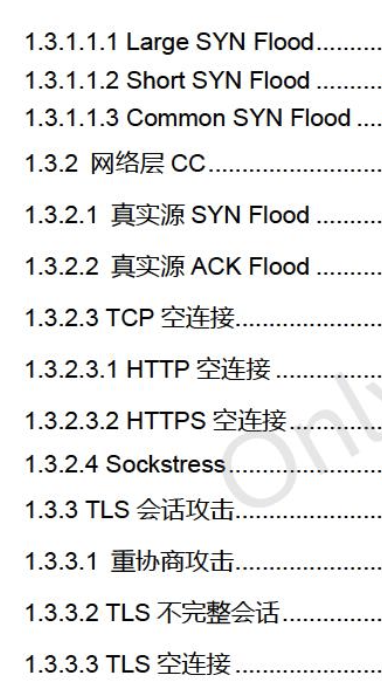 1.3.1.1.1 Large SYN Flood..........
1.3.1.1.2 Short SYN Flood ..........
1.3.1.1.3 Common SYN Flood ....
1.3.2 网络层 CC..........................
1.3.2.1 真实源 SYN Flood ..........
1.3.2.2 真实源 ACK Flood ..........
1.3.2.3 TCP 空连接......................
1.3.2.3.1 HTTP 空连接 ................
1.3.2.3.2 HTTPS 空连接..............
1.3.2.4 Sockstress.......................
1.3.3 TLS 会话攻击......................
1.3.3.1 重协商攻击......................
1.3.3.2 TLS 不完整会话...............
1.3.3.3 TLS 空连接 ......................
Only